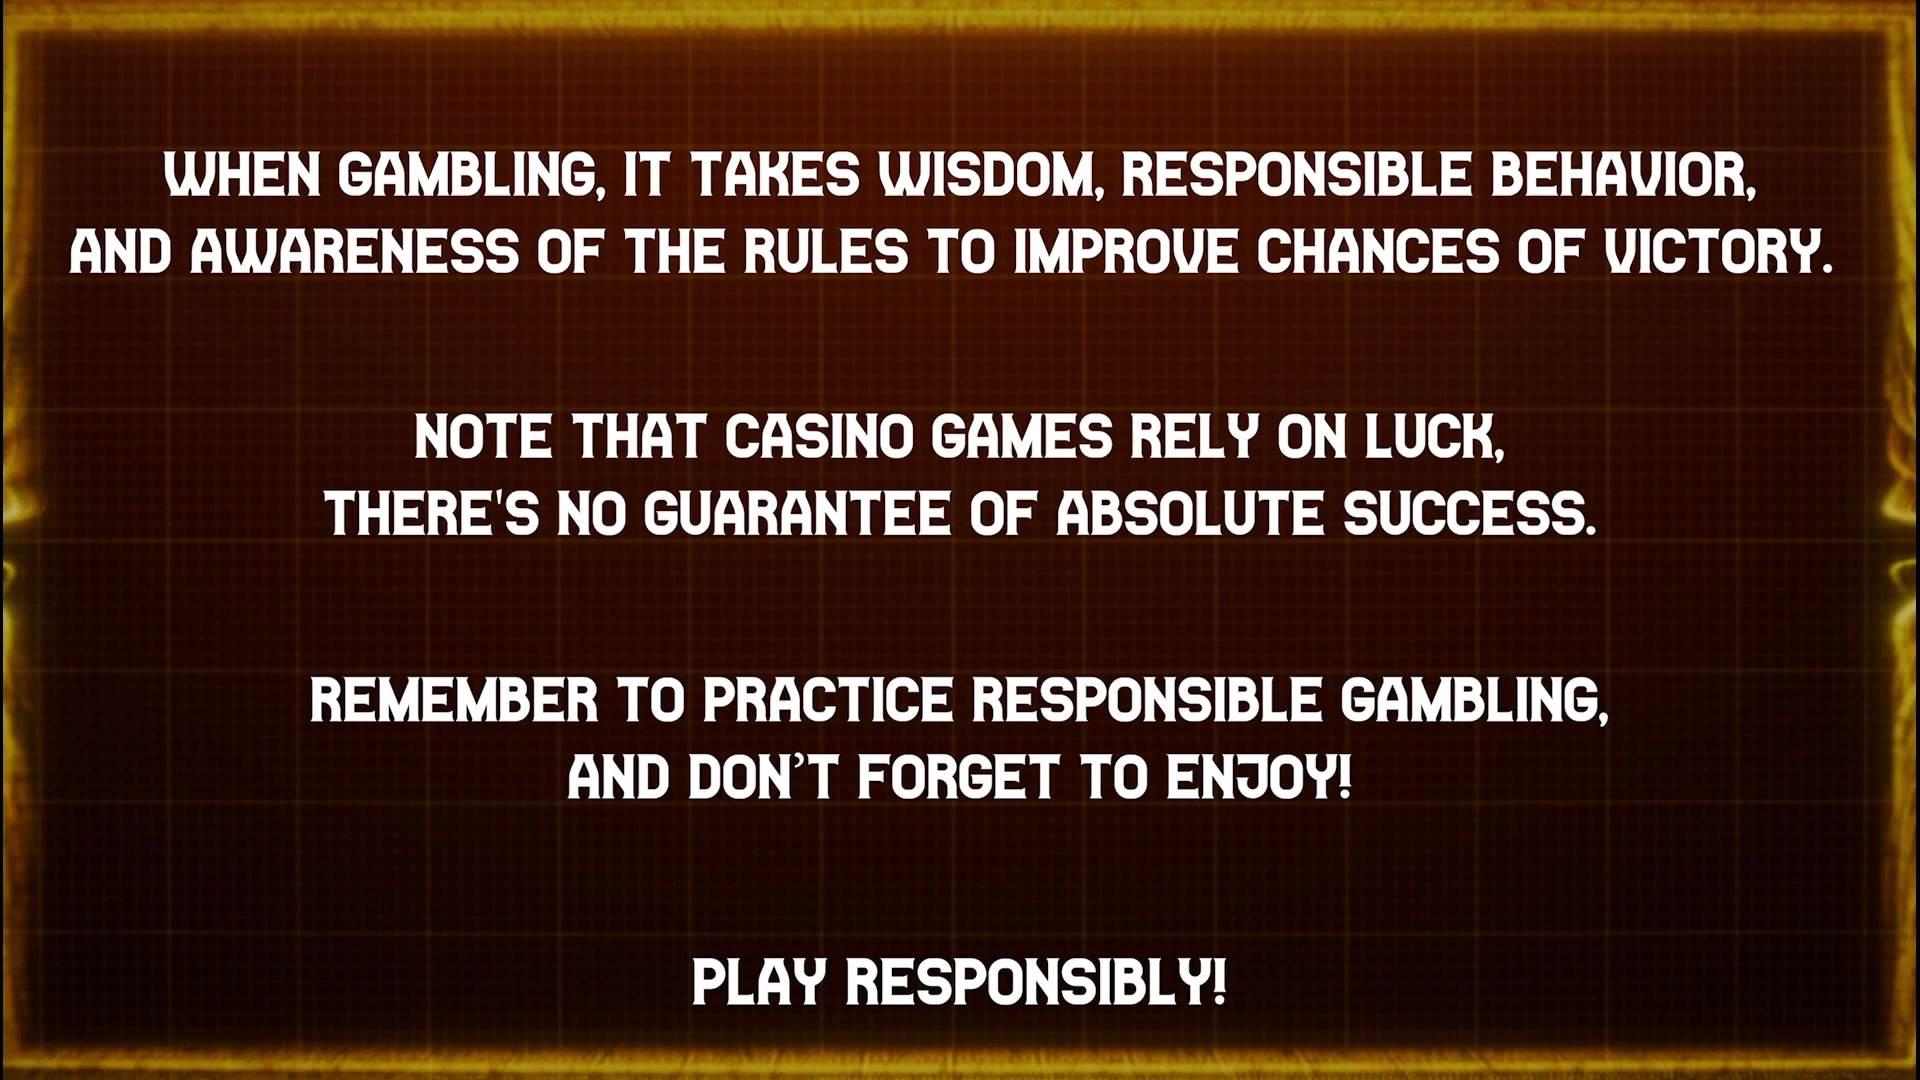 WHEN GAMBLING, IT TAKES WISDOM, RESPONSIBLE BEHAVIOR,
AND AWARENESS OF THE RULES TO IMPROVE CHANCES OF VICTORY.
NOTE THAT CASINO GAMES RELY ON LUCK,
THERE'S NO GUARANTEE OF ABSOLUTE SUCCESS.
REMEMBER TO PRACTICE RESPONSIBLE GAMBLING,
AND DON’T FORGET TO ENJOY!
PLAY RESPONSIBLY!